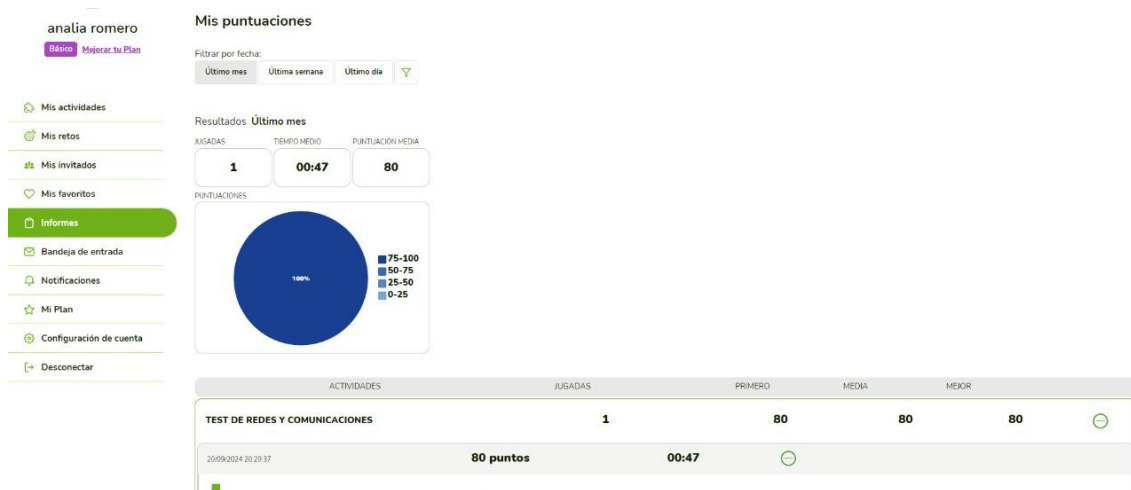 analia romero
Básico Mejorar tu Plan
Mis actividades
Mis retos
Mis invitados
Mis favoritos
Informes
Bandeja de entrada
Notificaciones
Mi Plan
Configuración de cuenta
Desconectar
Mis puntuaciones
Filtrar por fecha:
Último mes Última semana Último día
Resultados Último mes
JUGADAS TIEMPO MEDIO PUNTUACIÓN MEDIA
1 00:47 80
PUNTUACIONES
100%
75-100
50-75
25-50
0-25
ACTIVIDADES JUGADAS PRIMERO MEDIA MEJOR
TEST DE REDES Y COMUNICACIONES 1 80 80 80
20/09/2024 20:29:37 80 puntos 00:47